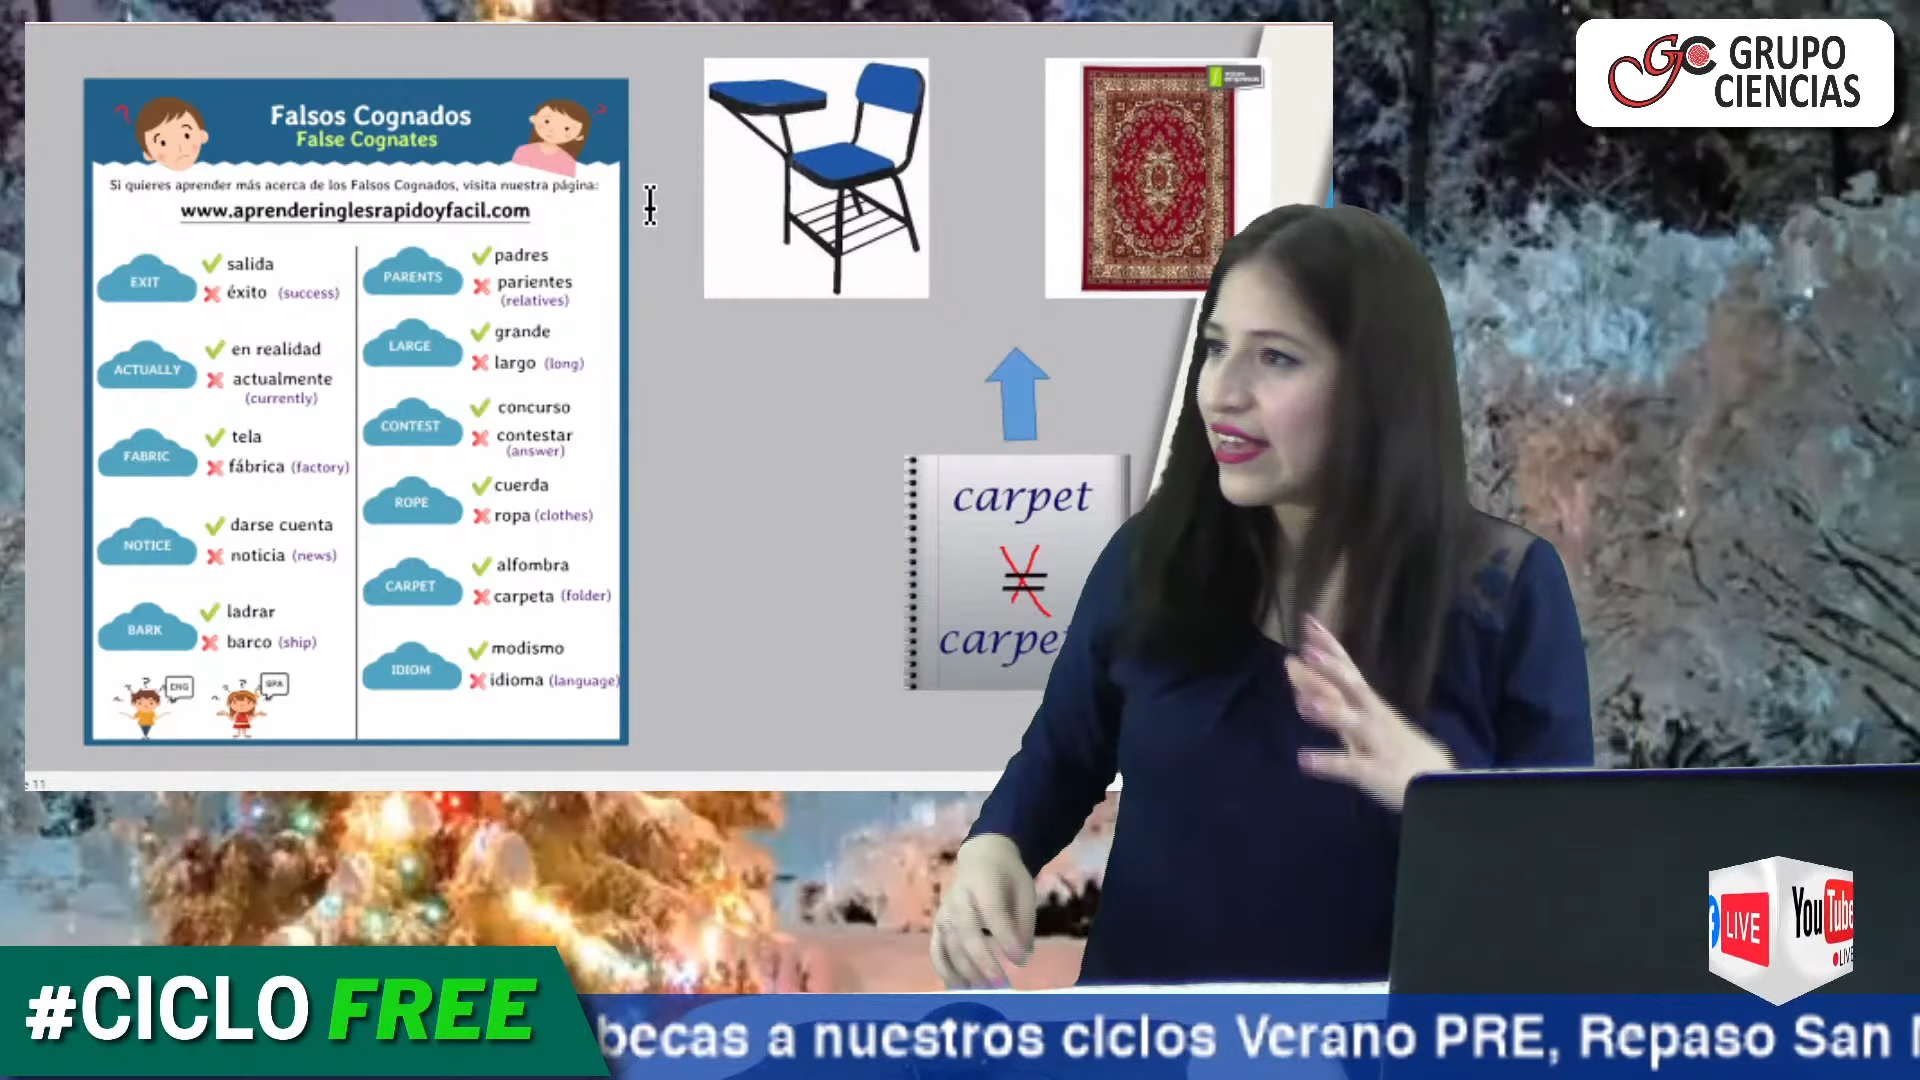 GRUPO
CIENCIAS
Falsos Cognados
False Cognates
Si quieres aprender más acerca de los Falsos Cognados, visita nuestra página:
www.aprenderinglesrapidoyfacil.com
EXIT
salida
éxito (success)
ACTUALLY
en realidad
actualmente
(currently)
FABRIC
tela
fábrica (factory)
NOTICE
darse cuenta
noticia (news)
BARK
ladrar
barco (ship)
ENG
SPA
PARENTS
padres
parientes
(relatives)
LARGE
grande
largo (long)
CONTEST
concurso
contestar
(answer)
ROPE
cuerda
ropa (clothes)
CARPET
alfombra
carpeta (folder)
IDIOM
modismo
idioma (language)
carpet
≠
carpe
11
LIVE
YouTube
LIVE
#CICLO FREE
becas a nuestros ciclos Verano PRE, Repaso San